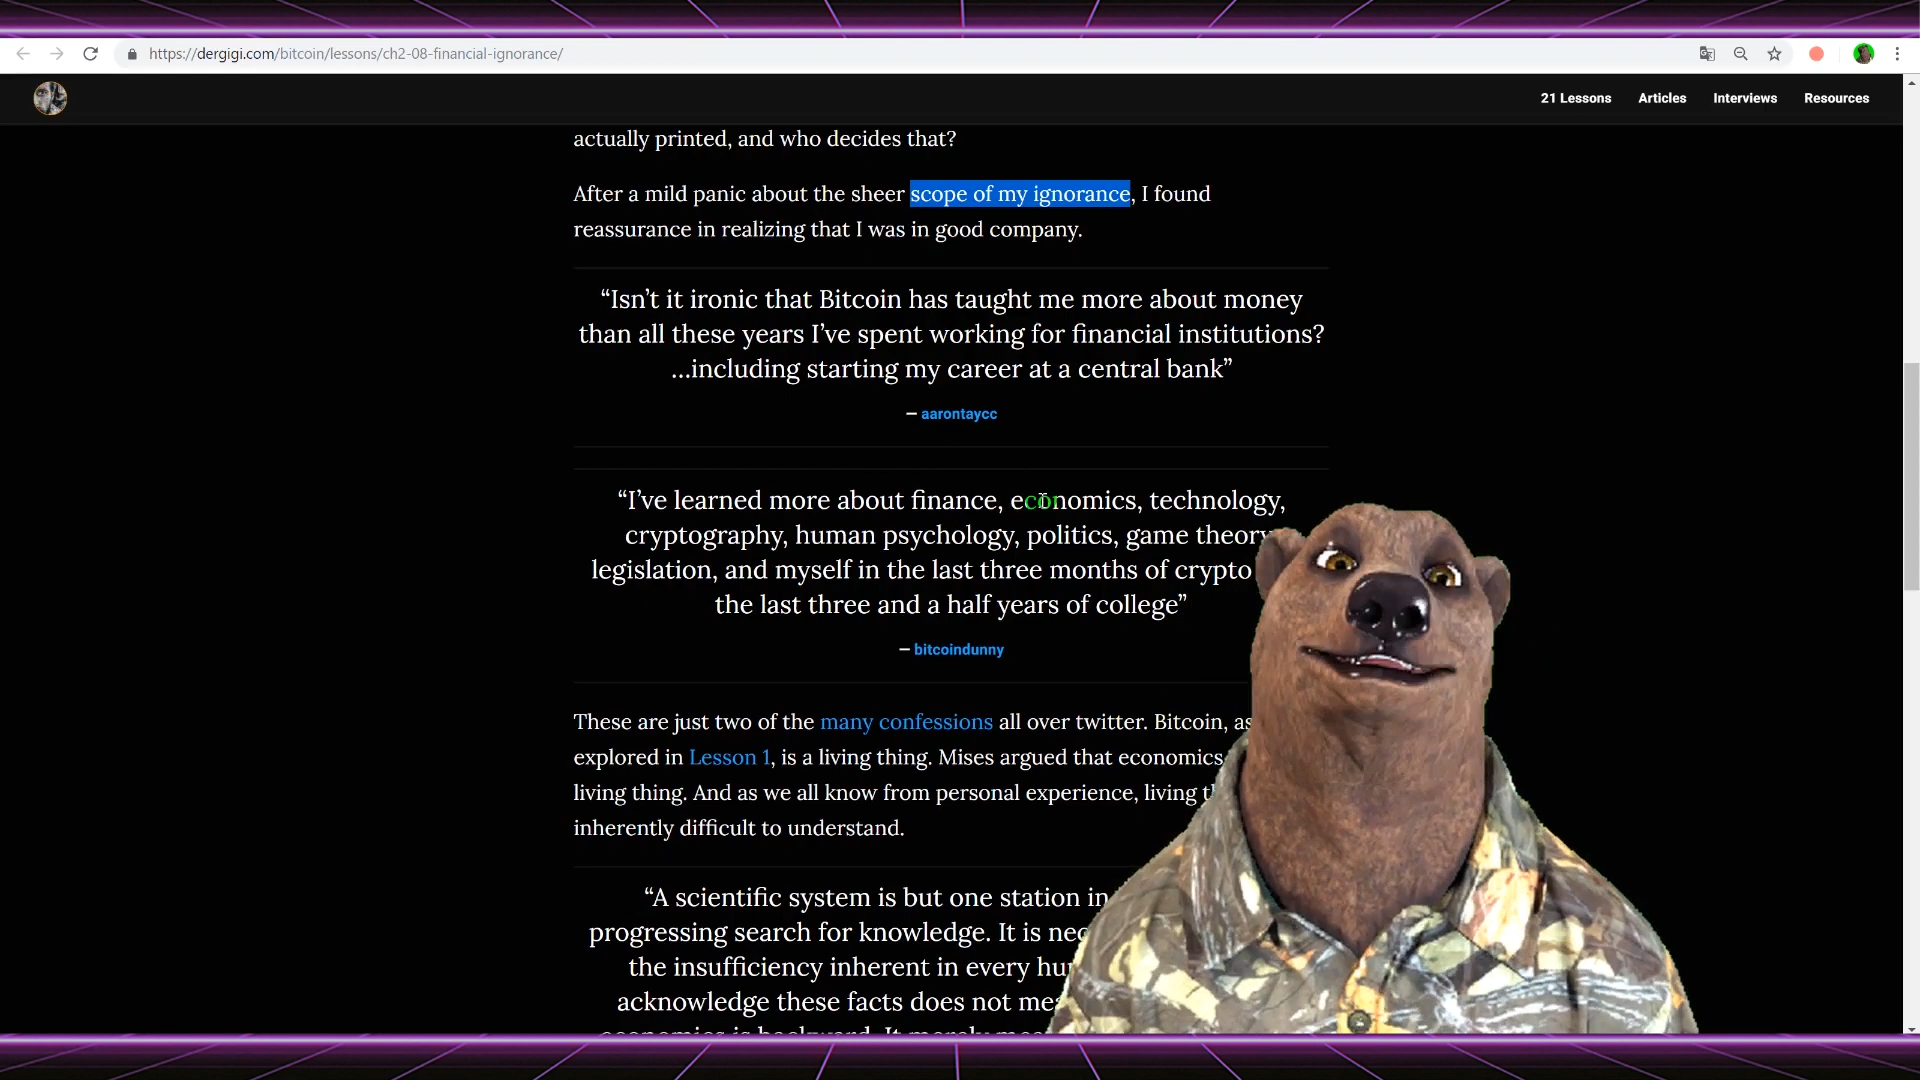 https://dergigi.com/bitcoin/lessons/ch2-08-financial-ignorance/
21 Lessons Articles Interviews Resources
actually printed, and who decides that?
After a mild panic about the sheer scope of my ignorance, I found
reassurance in realizing that I was in good company.
“Isn’t it ironic that Bitcoin has taught me more about money
than all these years I’ve spent working for financial institutions?
…including starting my career at a central bank”
— aarontaycc
“I’ve learned more about finance, economics, technology,
cryptography, human psychology, politics, game theory
legislation, and myself in the last three months of crypto
the last three and a half years of college”
— bitcoindunny
These are just two of the many confessions all over twitter. Bitcoin, as
explored in Lesson 1, is a living thing. Mises argued that economics
living thing. And as we all know from personal experience, living
inherently difficult to understand.
“A scientific system is but one station in
progressing search for knowledge. It is
the insufficiency inherent in every
acknowledge these facts does not
economics is backward. It merely